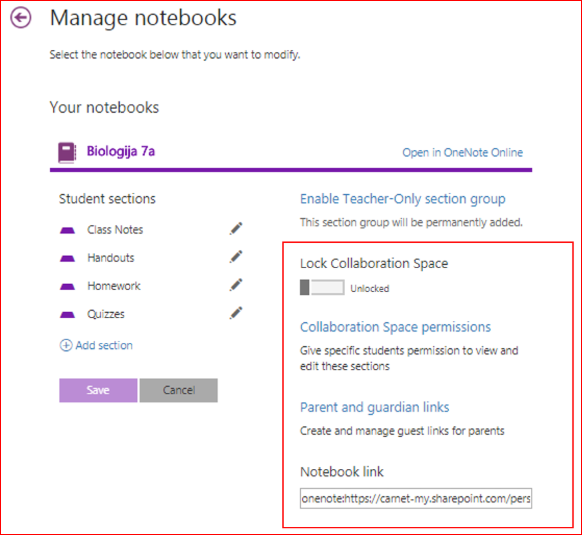 Manage notebooks
Select the notebook below that you want to modify.
Your notebooks
Biologija 7a
Open in OneNote Online
Student sections
Class Notes
Handouts
Homework
Quizzes
Add section
Save
Cancel
Enable Teacher-Only section group
This section group will be permanently added.
Lock Collaboration Space
Unlocked
Collaboration Space permissions
Give specific students permission to view and
edit these sections
Parent and guardian links
Create and manage guest links for parents
Notebook link
onenote:https://carnet-my.sharepoint.com/pers